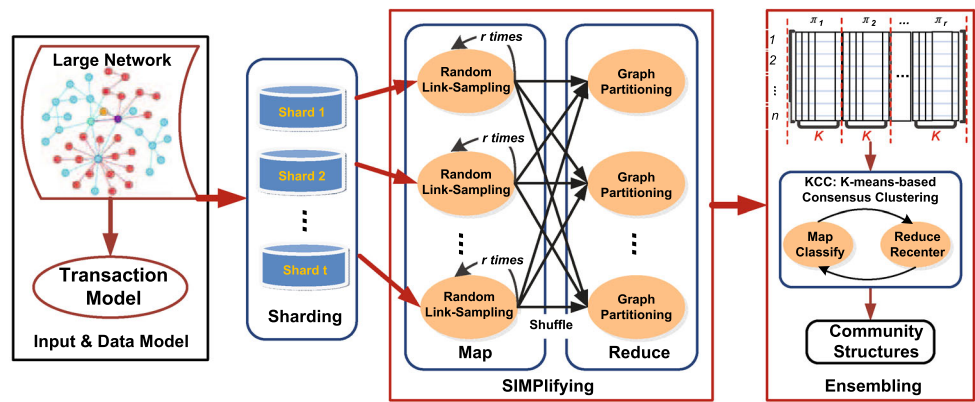 Large Network
Transaction
Model
Input & Data Model
Shard 1
Shard 2
⋮
Shard t
Sharding
r times
Random
Link-Sampling
r times
Random
Link-Sampling
⋮
r times
Random
Link-Sampling
Map
Shuffle
Graph
Partitioning
Graph
Partitioning
⋮
Graph
Partitioning
Reduce
SIMPlifying
π1 π2 ... πr
1
2
⋮
n
...
K K K
KCC: K-means-based
Consensus Clustering
Map
Classify
Reduce
Recenter
Community
Structures
Ensembling